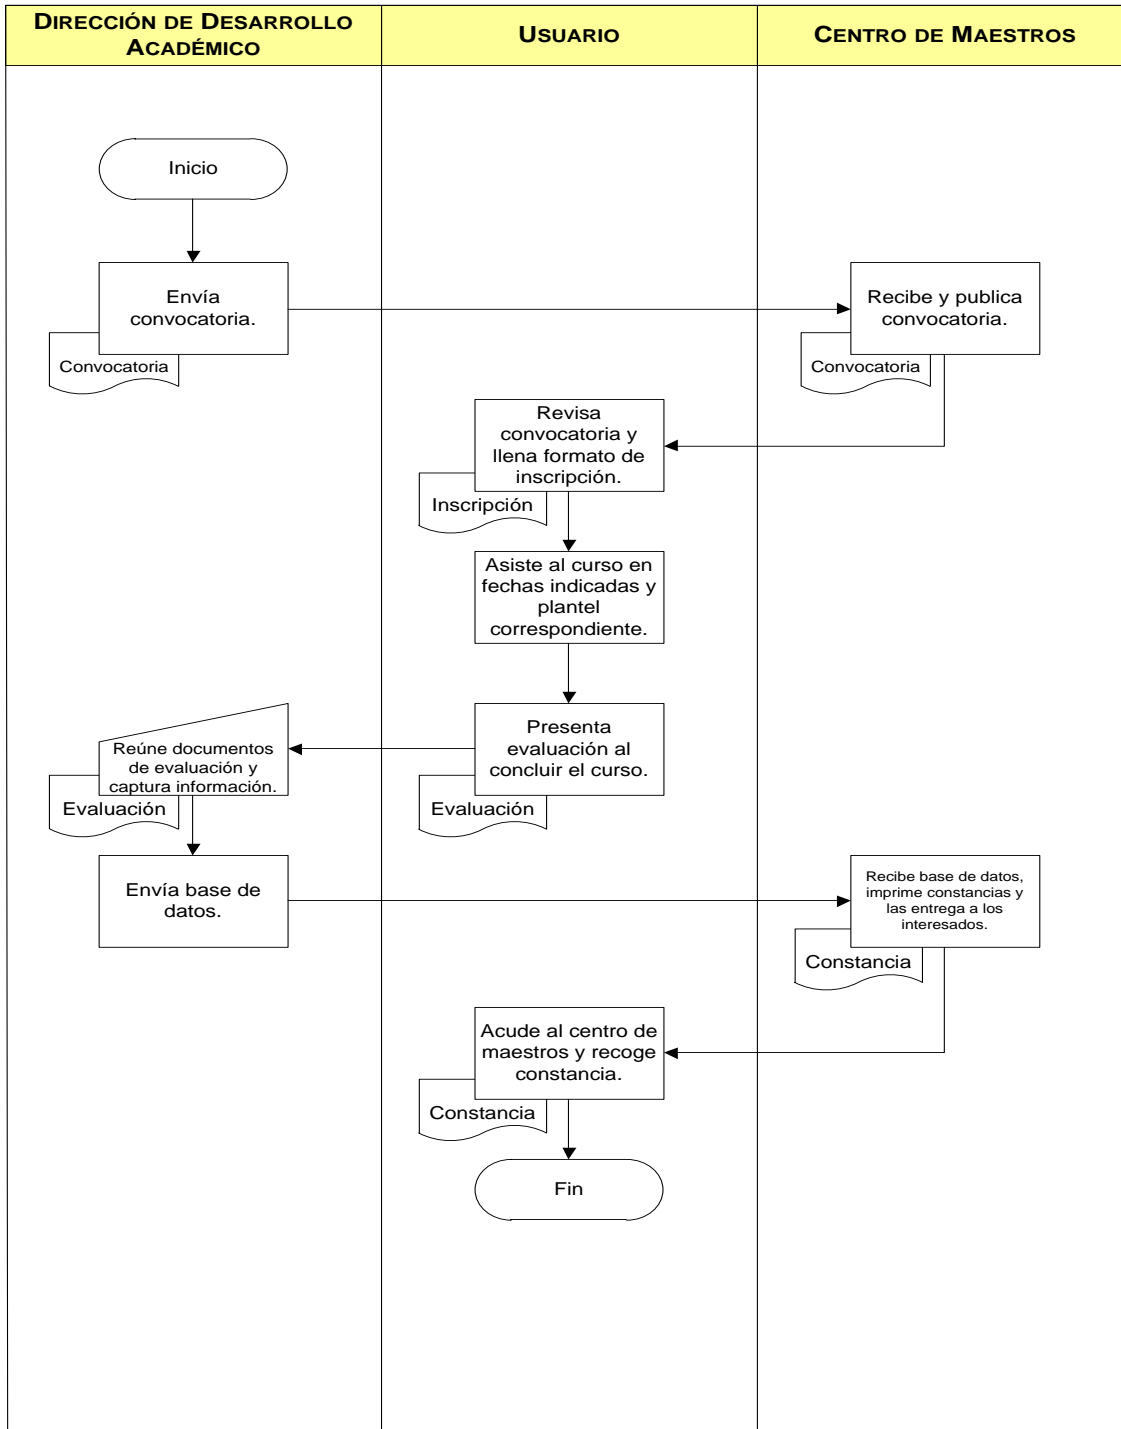 DIRECCIÓN DE DESARROLLO
ACADÉMICO
USUARIO
CENTRO DE MAESTROS
Inicio
Envía
convocatoria.
Convocatoria
Recibe y publica
convocatoria.
Convocatoria
Revisa
convocatoria y
llena formato de
inscripción.
Inscripción
Asiste al curso en
fechas indicadas y
plantel
correspondiente.
Presenta
evaluación al
concluir el curso.
Evaluación
Reúne documentos
de evaluación y
captura información.
Evaluación
Envía base de
datos.
Recibe base de datos,
imprime constancias y
las entrega a los
interesados.
Constancia
Acude al centro de
maestros y recoge
constancia.
Constancia
Fin